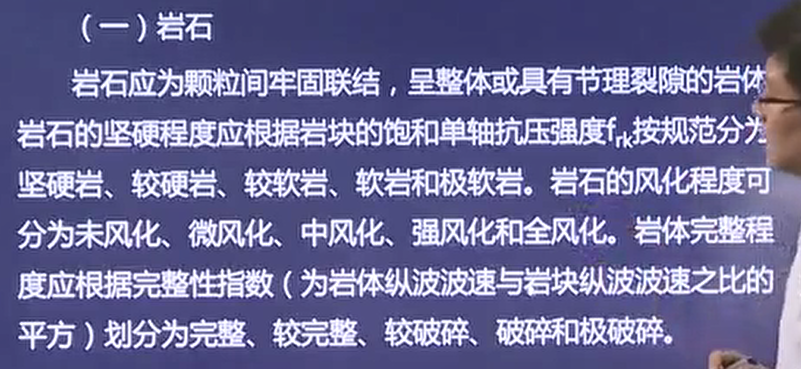 （一）岩石
岩石应为颗粒间牢固联结，呈整体或具有节理裂隙的岩体
岩石的坚硬程度应根据岩块的饱和单轴抗压强度frk按规范分为
坚硬岩、较硬岩、较软岩、软岩和极软岩。岩石的风化程度可
分为未风化、微风化、中风化、强风化和全风化。岩体完整程
度应根据完整性指数（为岩体纵波波速与岩块纵波波速之比的
平方）划分为完整、较完整、较破碎、破碎和极破碎。